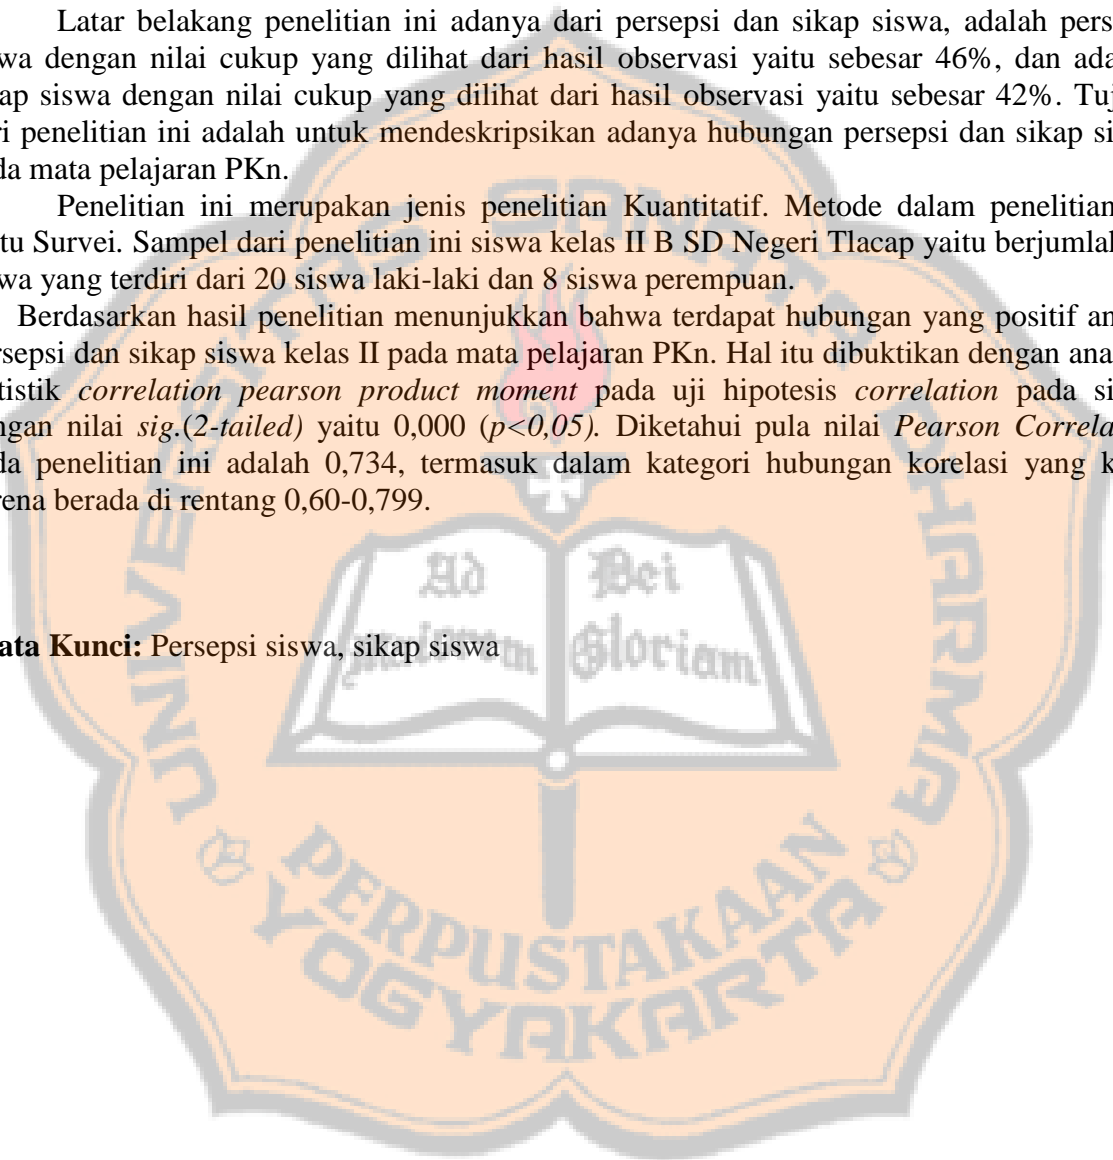 Latar belakang penelitian ini adanya dari persepsi dan sikap siswa, adalah pers
wa dengan nilai cukup yang dilihat dari hasil observasi yaitu sebesar 46%, dan ada
ap siswa dengan nilai cukup yang dilihat dari hasil observasi yaitu sebesar 42%. Tuj
ri penelitian ini adalah untuk mendeskripsikan adanya hubungan persepsi dan sikap si
da mata pelajaran PKn.
Penelitian ini merupakan jenis penelitian Kuantitatif. Metode dalam penelitian
tu Survei. Sampel dari penelitian ini siswa kelas II B SD Negeri Tlacap yaitu berjumlah
wa yang terdiri dari 20 siswa laki-laki dan 8 siswa perempuan.
Berdasarkan hasil penelitian menunjukkan bahwa terdapat hubungan yang positif an
rsepsi dan sikap siswa kelas II pada mata pelajaran PKn. Hal itu dibuktikan dengan ana
tistik correlation pearson product moment pada uji hipotesis correlation pada si
ngan nilai sig.(2-tailed) yaitu 0,000 (p<0,05). Diketahui pula nilai Pearson Correla
da penelitian ini adalah 0,734, termasuk dalam kategori hubungan korelasi yang k
rena berada di rentang 0,60-0,799.
ata Kunci: Persepsi siswa, sikap siswa
UNIVERSITAS SANATA DHARMA
Ad Dei
maiorem Gloriam
PERPUSTAKAAN
YOGYAKARTA